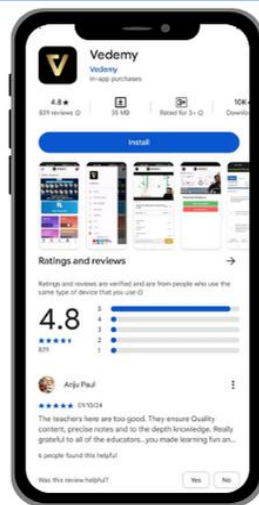 Vedemy
Vedemy
In-app purchases
4.8★
829 reviews
35 MB
Rated for 3+
10K+
Downloa
Install
Ratings and reviews
Ratings and reviews are verified and are from people who use the
same type of device that you use
4.8
5
4
3
2
1
829
Anju Paul
01/10/24
The teachers here are too good. They ensure Quality
content, precise notes and to the depth knowledge. Really
grateful to all of the educators...you made learning fun an...
6 people found this helpful
Was this review helpful?
Yes
No